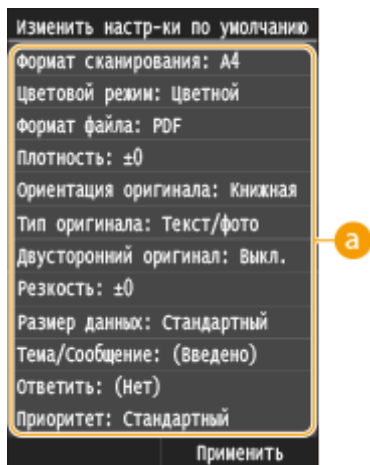 Изменить настр-ки по умолчанию
Формат сканирования: A4
Цветовой режим: Цветной
Формат файла: PDF
Плотность: ±0
Ориентация оригинала: Книжная
Тип оригинала: Текст/фото
Двусторонний оригинал: Выкл.
Резкость: ±0
Размер данных: Стандартный
Тема/Сообщение: (Введено)
Ответить: (Нет)
Приоритет: Стандартный
Применить
a